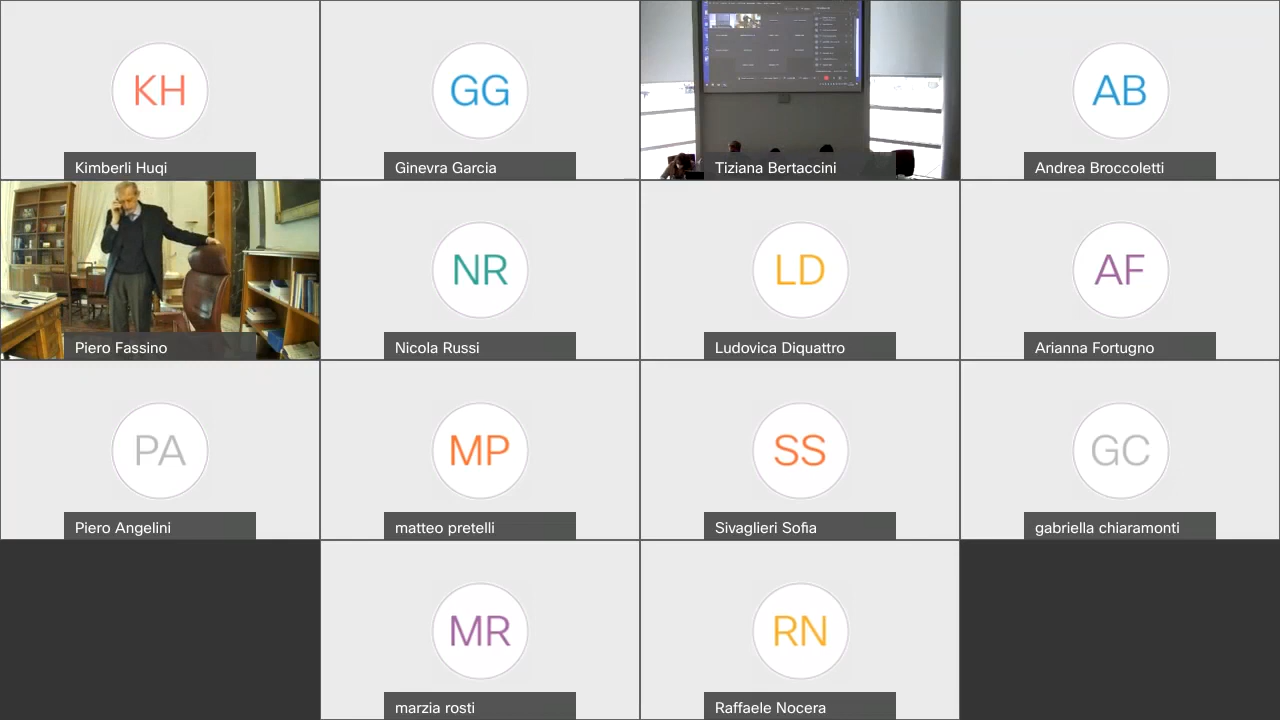 KH
Kimberli Huqi
GG
Ginevra Garcia
Tiziana Bertaccini
AB
Andrea Broccoletti
Piero Fassino
NR
Nicola Russi
LD
Ludovica Diquattro
AF
Arianna Fortugno
PA
Piero Angelini
MP
matteo pretelli
SS
Sivaglieri Sofia
GC
gabriella chiaramonti
MR
marzia rosti
RN
Raffaele Nocera